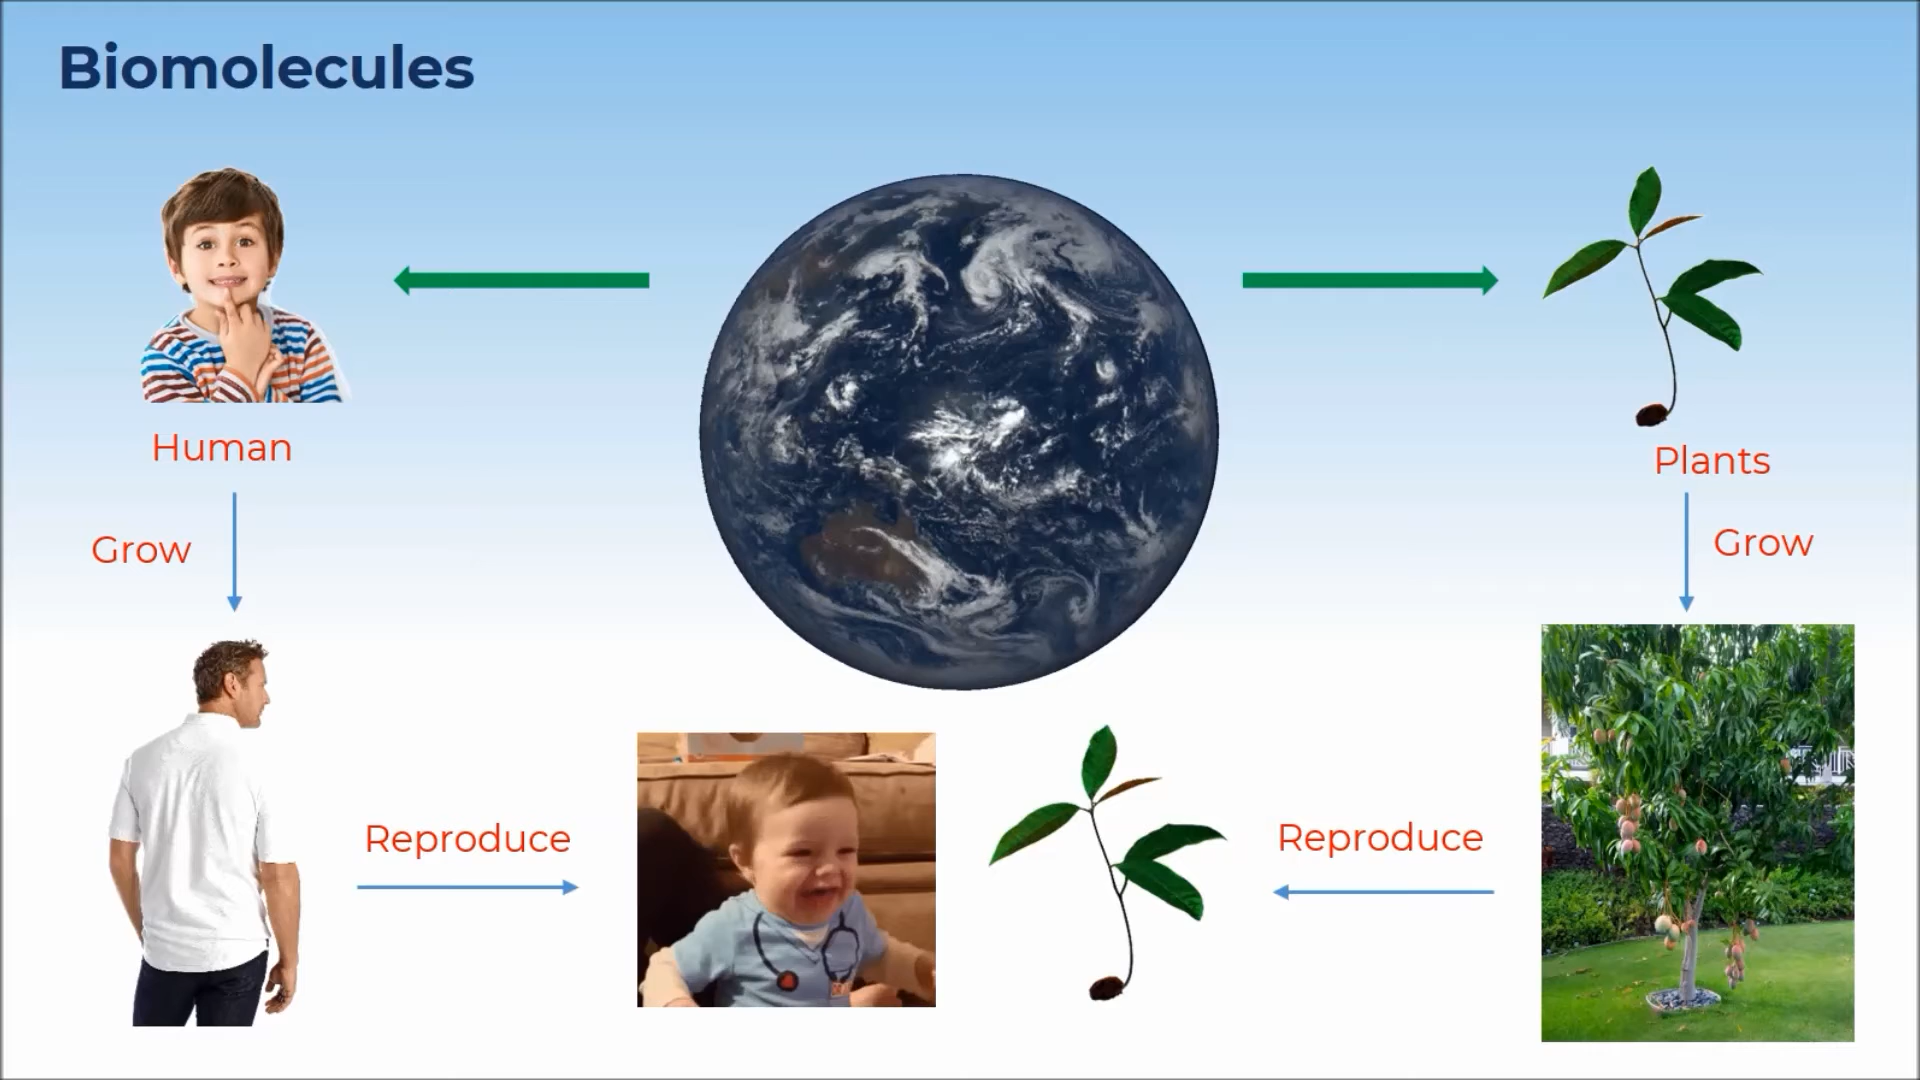 Biomolecules
Human
Plants
Grow
Grow
Reproduce
Reproduce